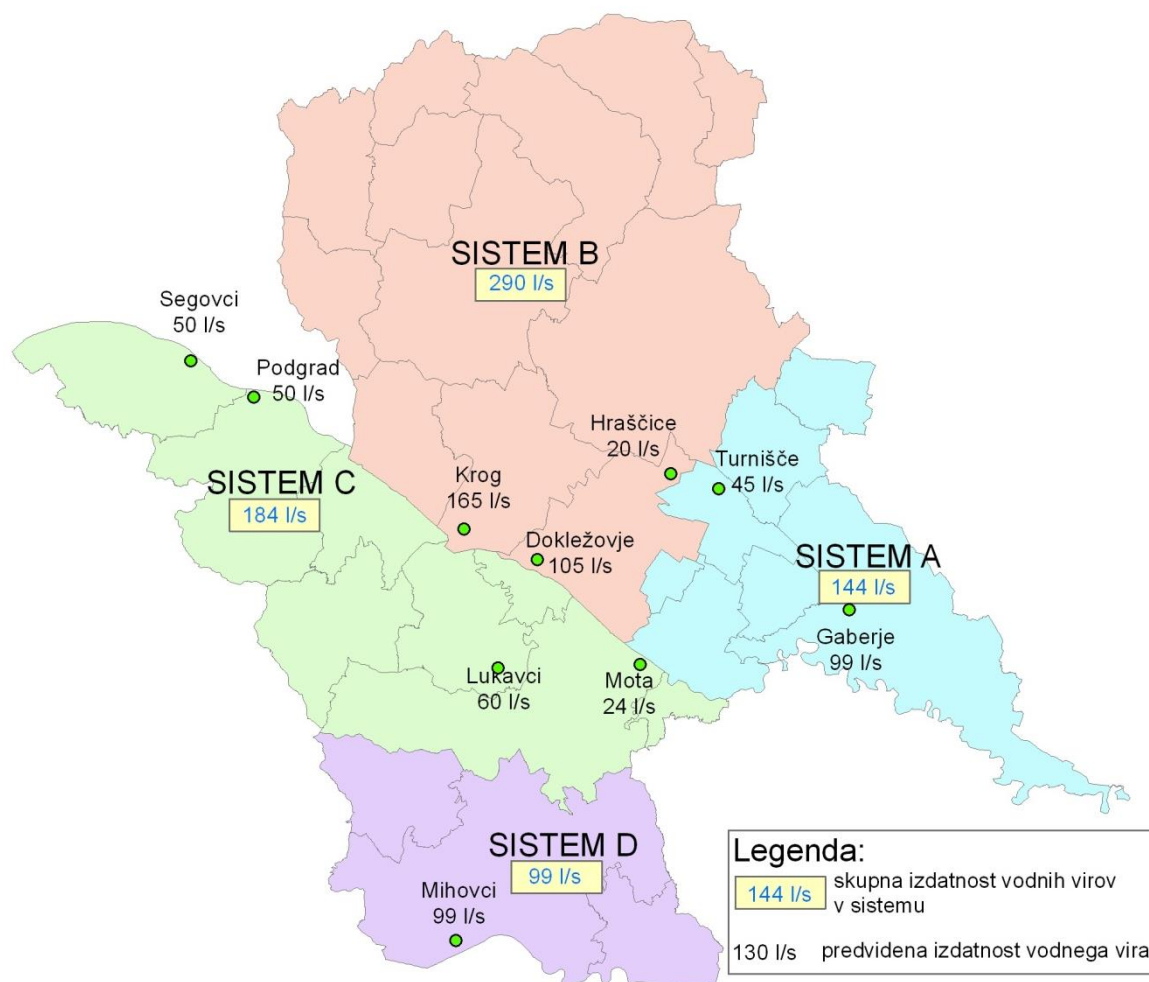 SISTEM B
290 l/s
Segovci
50 l/s
Podgrad
50 l/s
Hraščice
20 l/s
Turnišče
45 l/s
SISTEM C
184 l/s
Krog
165 l/s
Dokležovje
105 l/s
SISTEM A
144 l/s
Gaberje
99 l/s
Lukavci
60 l/s
Mota
24 l/s
SISTEM D
99 l/s
Mihovci
99 l/s
Legenda:
144 l/s skupna izdatnost vodnih virov
v sistemu
130 l/s predvidena izdatnost vodnega vira